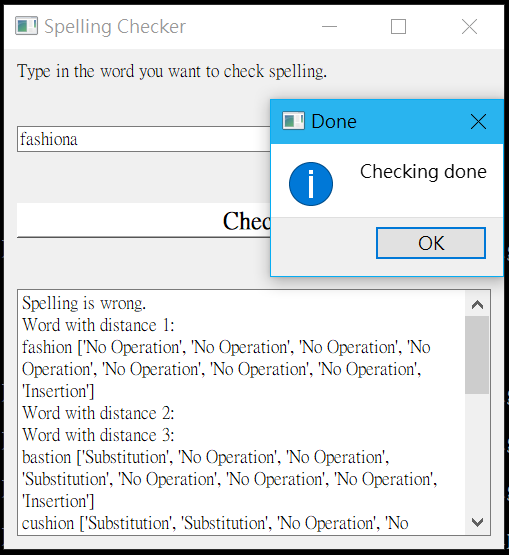 Spelling Checker
Type in the word you want to check spelling.
Done
fashiona
Checking done
OK
Spelling is wrong.
Word with distance 1:
fashion ['No Operation', 'No Operation', 'No Operation', 'No
Operation', 'No Operation', 'No Operation', 'No Operation',
'Insertion']
Word with distance 2:
Word with distance 3:
bastion ['Substitution', 'No Operation', 'No Operation',
'Substitution', 'No Operation', 'No Operation', 'No Operation',
'Insertion']
cushion ['Substitution', 'Substitution', 'No Operation', 'No